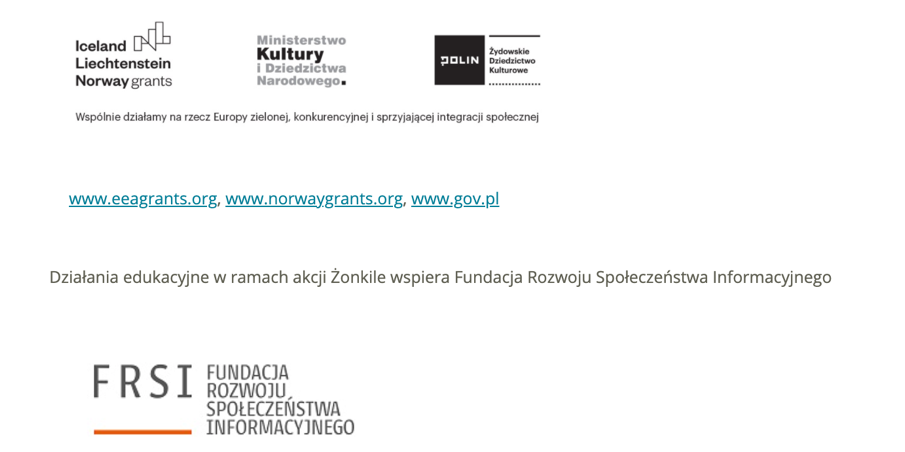 Iceland
Liechtenstein
Norway grants
Ministerstwo
Kultury
i Dziedzictwa
Narodowego.
POLIN
Żydowskie
Dziedzictwo
Kulturowe
Wspólnie działamy na rzecz Europy zielonej, konkurencyjnej i sprzyjającej integracji społecznej
www.eeagrants.org, www.norwaygrants.org, www.gov.pl
Działania edukacyjne w ramach akcji Żonkile wspiera Fundacja Rozwoju Społeczeństwa Informacyjnego
FRSI
FUNDACJA
ROZWOJU
SPOŁECZEŃSTWA
INFORMACYJNEGO